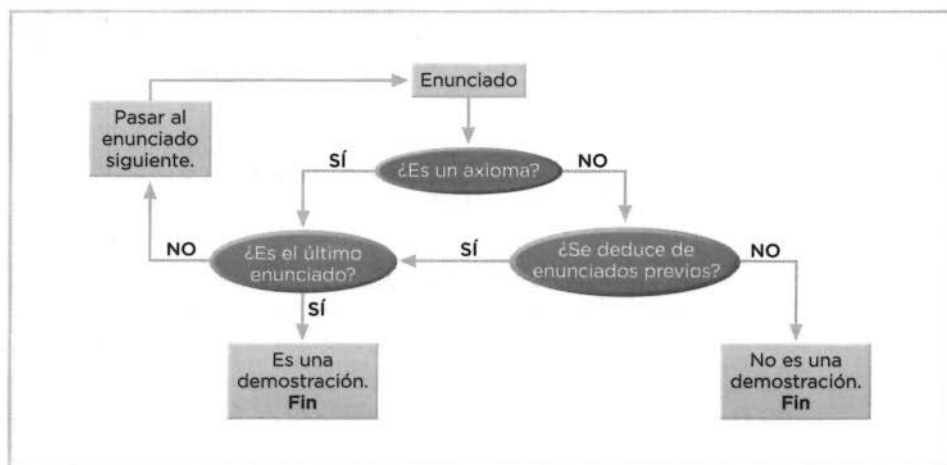 Enunciado
Pasar al
enunciado
siguiente.
SÍ
¿Es un axioma?
NO
NO
¿Es el último
enunciado?
SÍ
¿Se deduce de
enunciados previos?
NO
SÍ
Es una
demostración.
Fin
No es una
demostración.
Fin